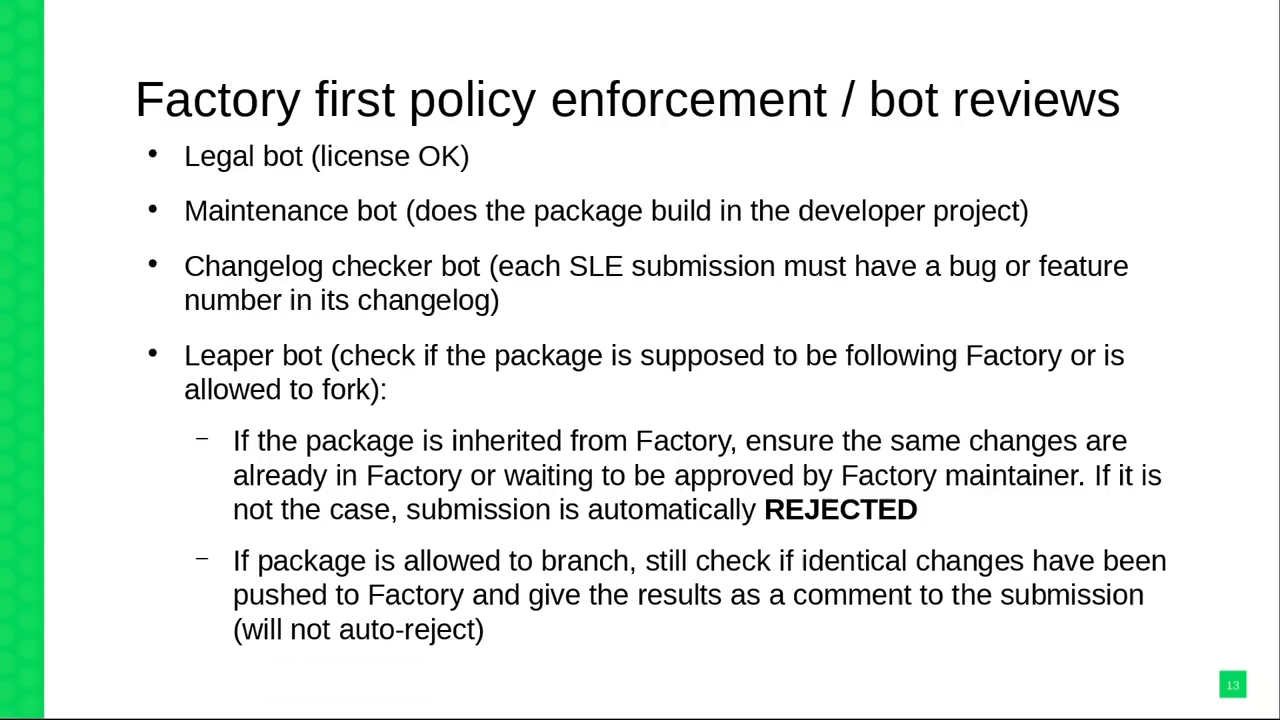 Factory first policy enforcement / bot reviews
• Legal bot (license OK)
• Maintenance bot (does the package build in the developer project)
• Changelog checker bot (each SLE submission must have a bug or feature
number in its changelog)
• Leaper bot (check if the package is supposed to be following Factory or is
allowed to fork):
– If the package is inherited from Factory, ensure the same changes are
already in Factory or waiting to be approved by Factory maintainer. If it is
not the case, submission is automatically REJECTED
– If package is allowed to branch, still check if identical changes have been
pushed to Factory and give the results as a comment to the submission
(will not auto-reject)
13